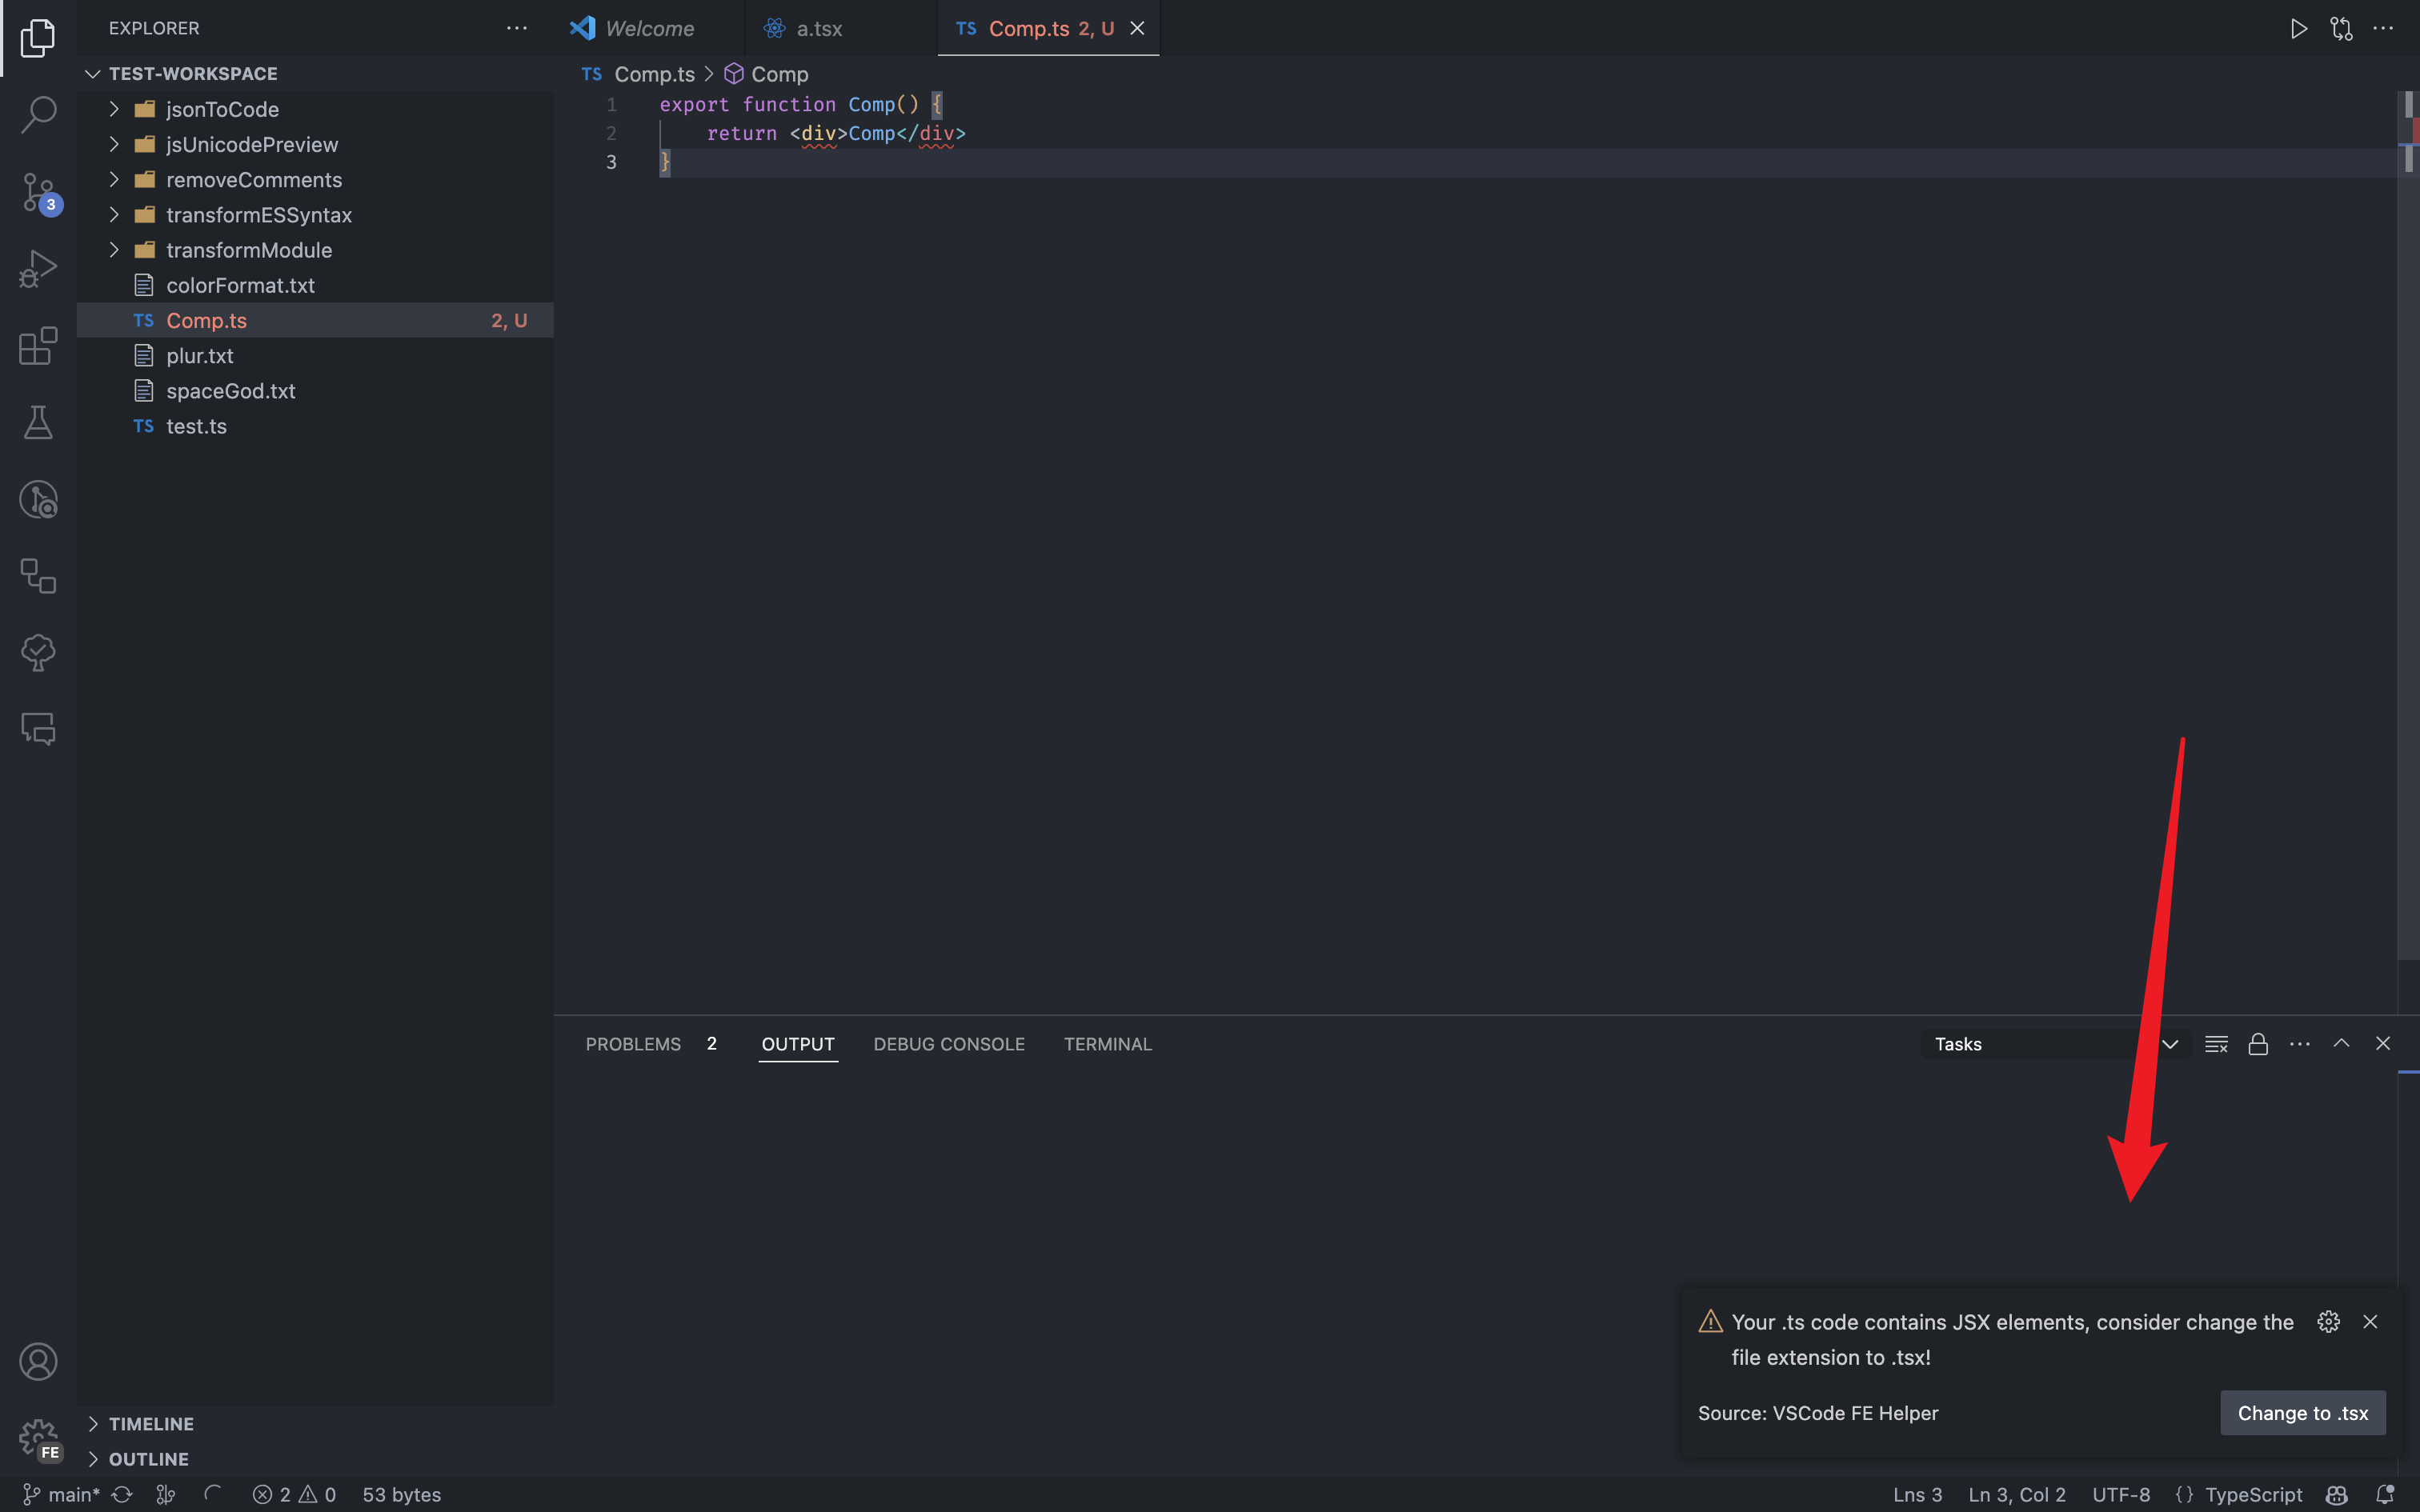 EXPLORER
Welcome
a.tsx
TS Comp.ts 2, U
TEST-WORKSPACE
TS Comp.ts > Comp
jsonToCode
jsUnicodePreview
removeComments
transformESSyntax
transformModule
colorFormat.txt
TS Comp.ts 2, U
plur.txt
spaceGod.txt
TS test.ts
1 export function Comp() {
2 return <div>Comp</div>
3 }
3
PROBLEMS 2 OUTPUT DEBUG CONSOLE TERMINAL
Tasks
Your .ts code contains JSX elements, consider change the
file extension to .tsx!
Source: VSCode FE Helper
Change to .tsx
TIMELINE
OUTLINE
FE
main* 2 0 53 bytes
Lns 3 Ln 3, Col 2 UTF-8 {} TypeScript